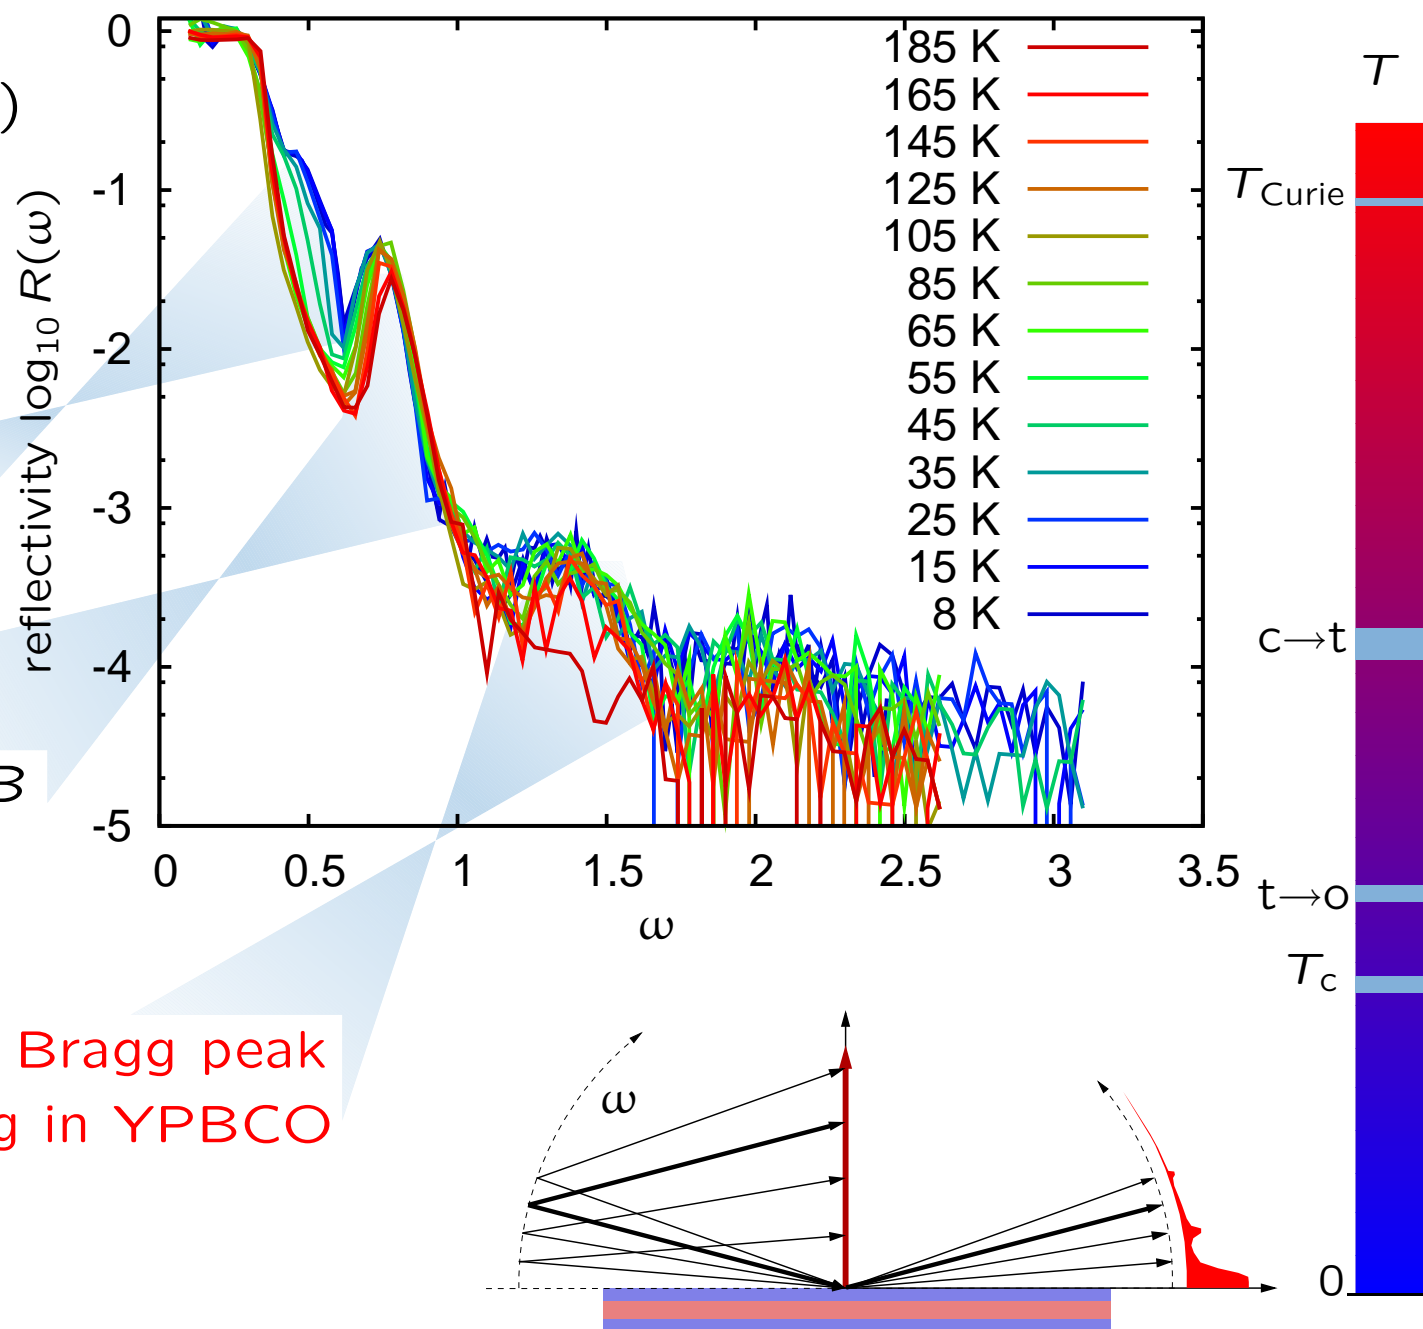 )
reflectivity log₁₀ R(ω)
0
-1
-2
-3
-4
-5
185 K
165 K
145 K
125 K
105 K
85 K
65 K
55 K
45 K
35 K
25 K
15 K
8 K
0 0.5 1 1.5 2 2.5 3 3.5
ω
T
T_Curie
c→t
t→o
T_c
0
B
Bragg peak
g in YPBCO
ω